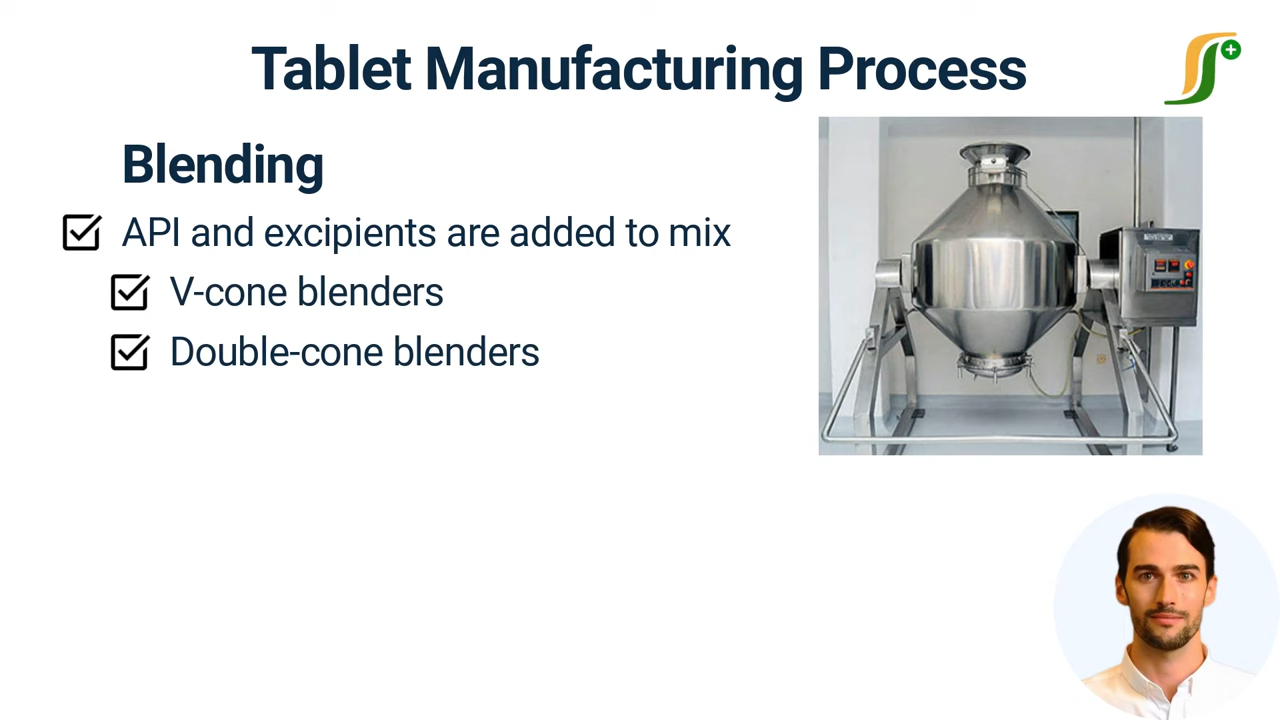 Tablet Manufacturing Process
Blending
API and excipients are added to mix
V-cone blenders
Double-cone blenders